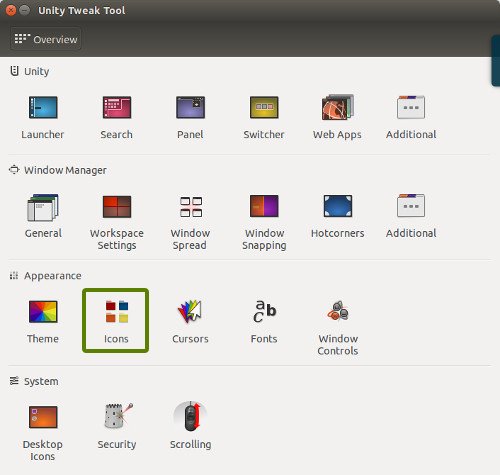 Unity Tweak Tool
Overview
Unity
Launcher
Search
Panel
Switcher
Web Apps
Additional
Window Manager
General
Workspace
Settings
Window
Spread
Window
Snapping
Hotcorners
Additional
Appearance
Theme
Icons
Cursors
a
b
c
Fonts
Window
Controls
System
Desktop
Icons
Security
Scrolling